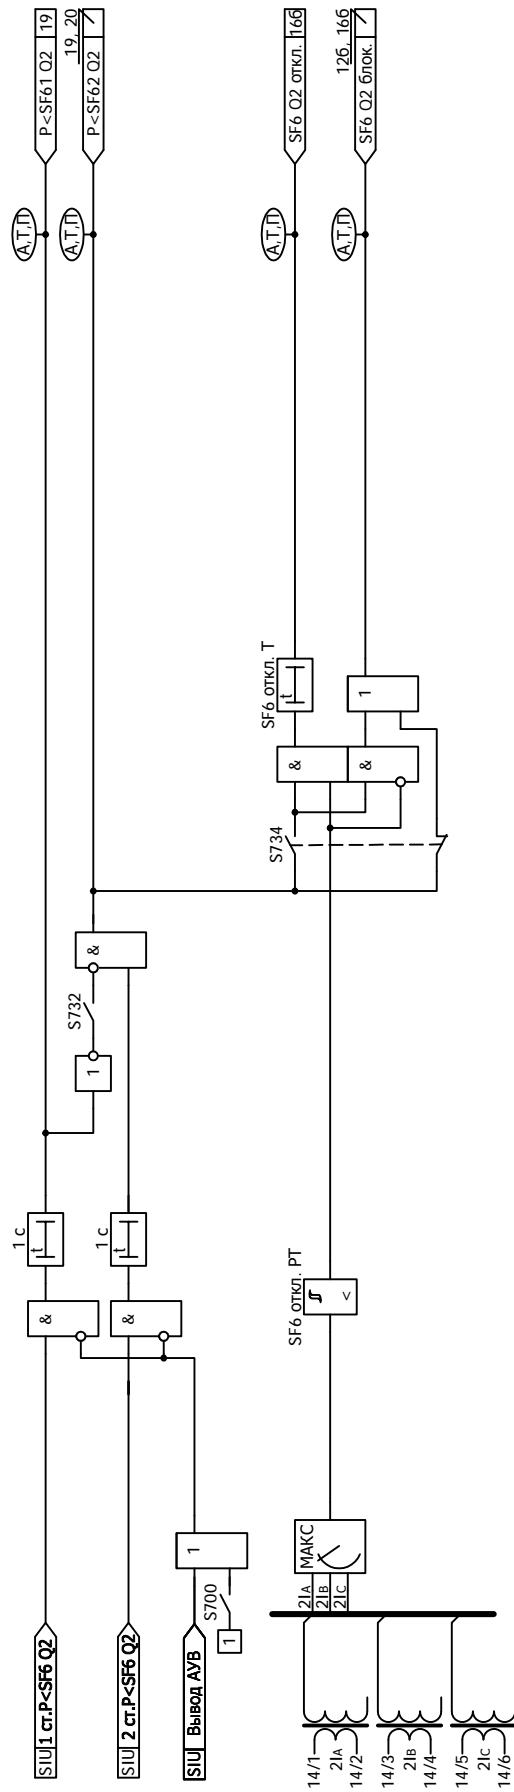 SIU 1 ст.P<SF6 Q2
&
1 с
t
А,Т,П
P<SF61 Q2 19
SIU 2 ст.P<SF6 Q2
&
1 с
t
1
S732
&
А,Т,П
P<SF62 Q2
19, 20
SIU Вывод АУВ
1
S700
1
S734
&
&
SF6 откл. Т
t
1
А,Т,П
SF6 Q2 откл. 16б
А,Т,П
SF6 Q2 блок.
12б, 16б
14/1
2IA
14/2
14/3
2IB
14/4
14/5
2IC
14/6
2IA
2IB
2IC
МАКС
SF6 откл. РТ
<